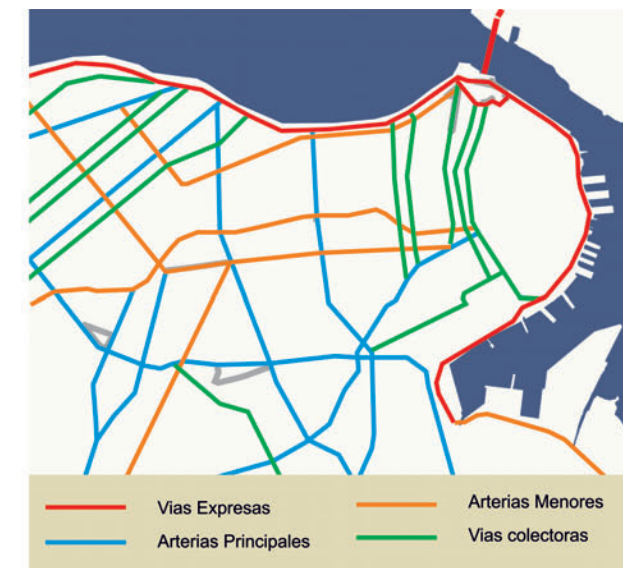 Vias Expresas
Arterias Principales
Arterias Menores
Vias colectoras